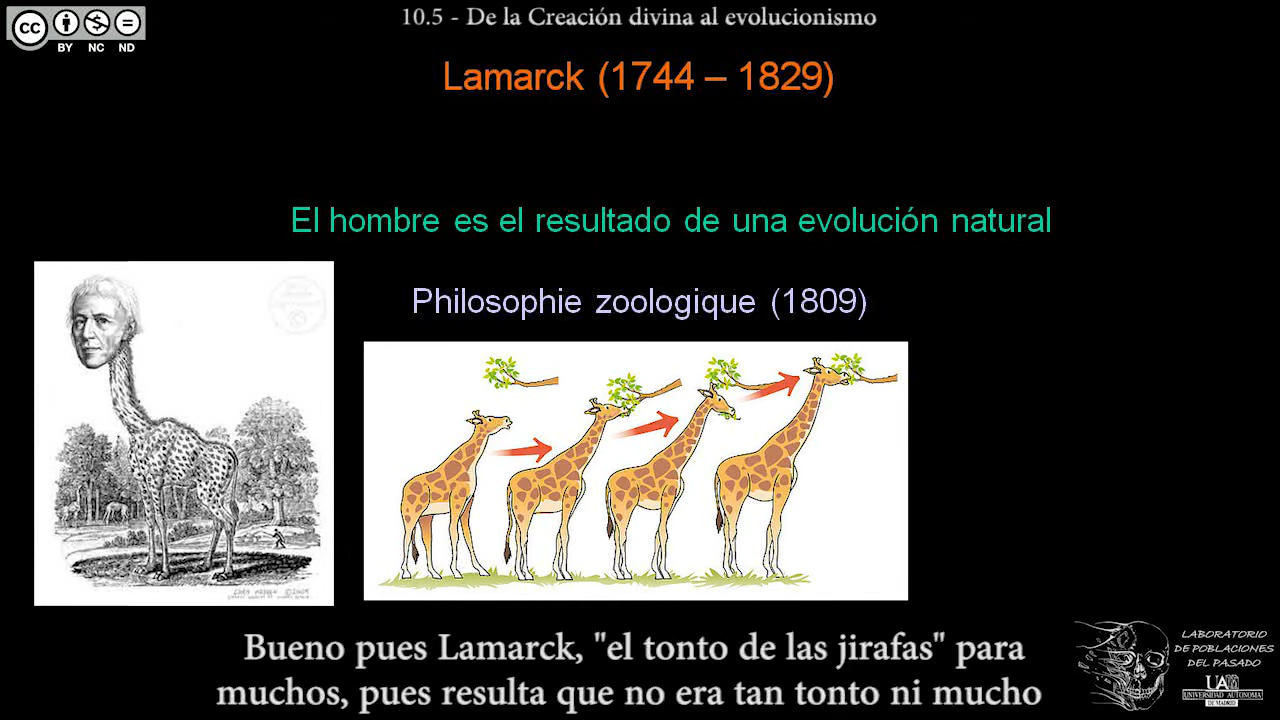 10.5 - De la Creación divina al evolucionismo
cc
BY NC ND
Lamarck (1744 – 1829)
El hombre es el resultado de una evolución natural
Philosophie zoologique (1809)
Bueno pues Lamarck, "el tonto de las jirafas" para
muchos, pues resulta que no era tan tonto ni mucho
LABORATORIO
DE POBLACIONES
DEL PASADO
UAM
UNIVERSIDAD AUTONOMA
DE MADRID